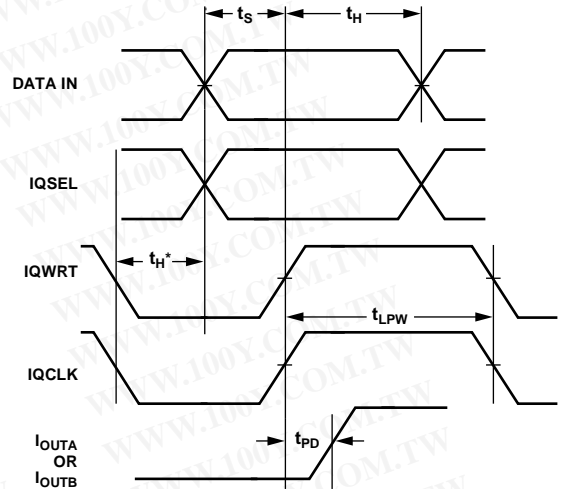 tS
tH
DATA IN
IQSEL
tH*
IQWRT
tLPW
IQCLK
tPD
IOUTA
OR
IOUTB
WWW.100Y.COM.TW